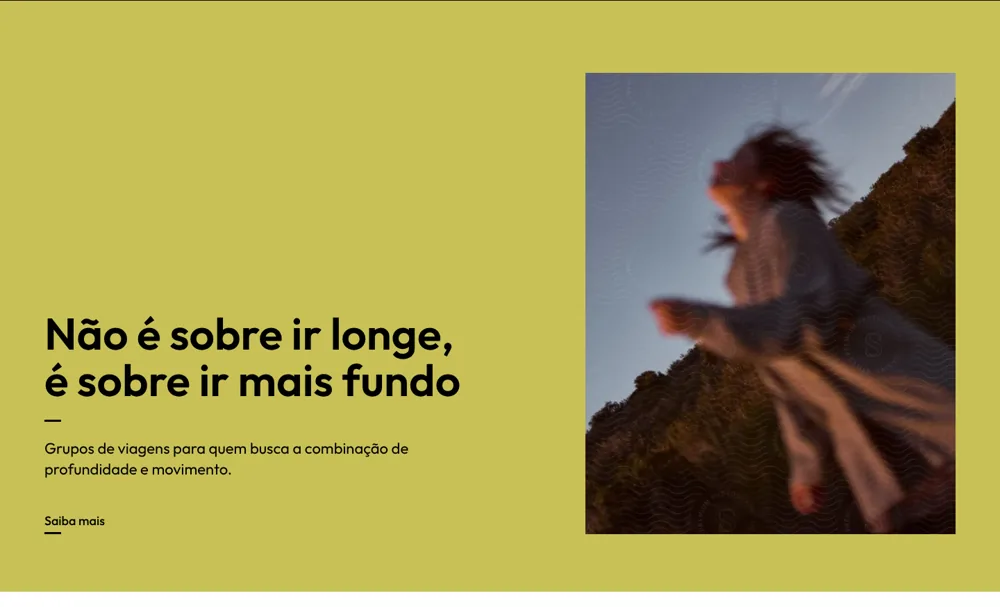 Não é sobre ir longe,
é sobre ir mais fundo
Grupos de viagens para quem busca a combinação de
profundidade e movimento.
Saiba mais